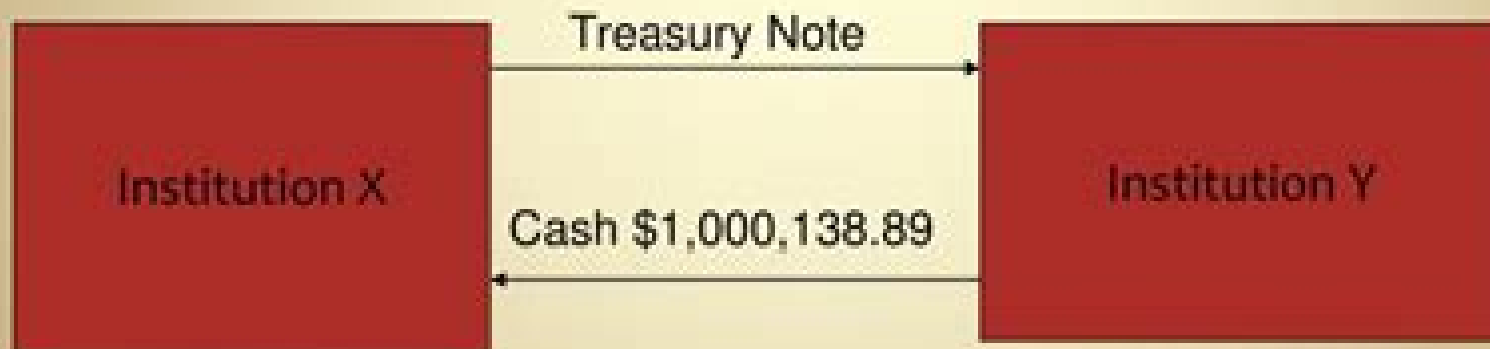 Treasury Note
Institution X
Institution Y
Cash $1,000,138.89